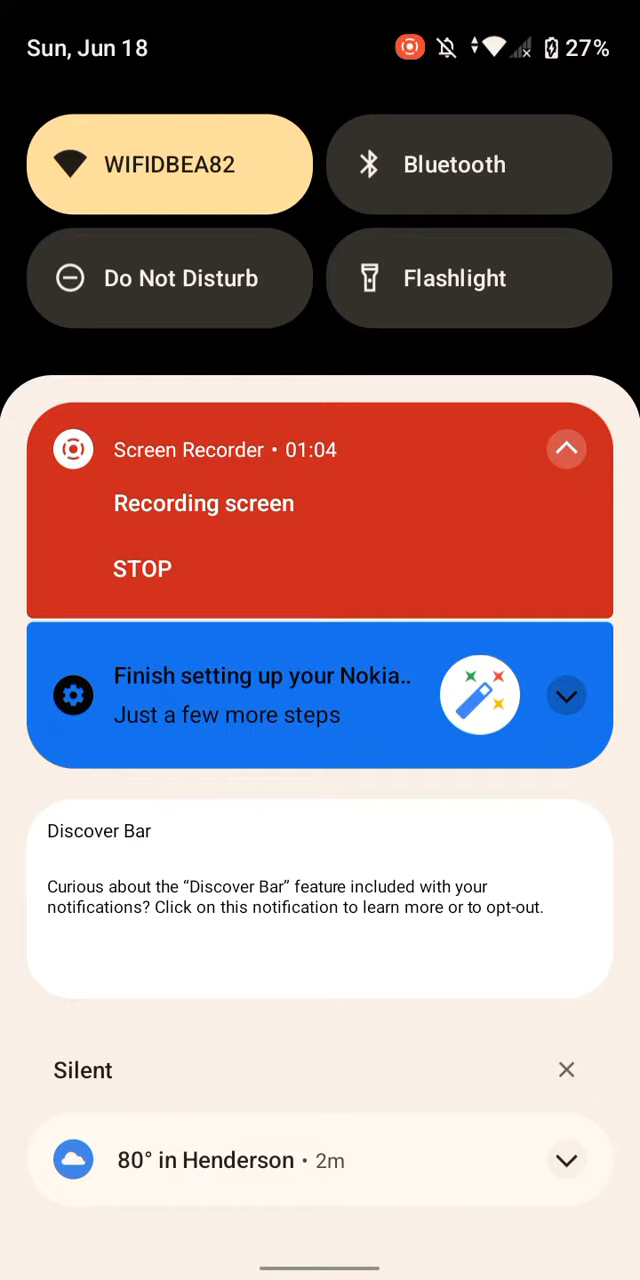 Sun, Jun 18
27%
WIFIDBEA82
Bluetooth
Do Not Disturb
Flashlight
Screen Recorder • 01:04
Recording screen
STOP
Finish setting up your Nokia..
Just a few more steps
Discover Bar
Curious about the “Discover Bar” feature included with your
notifications? Click on this notification to learn more or to opt-out.
Silent
80° in Henderson • 2m